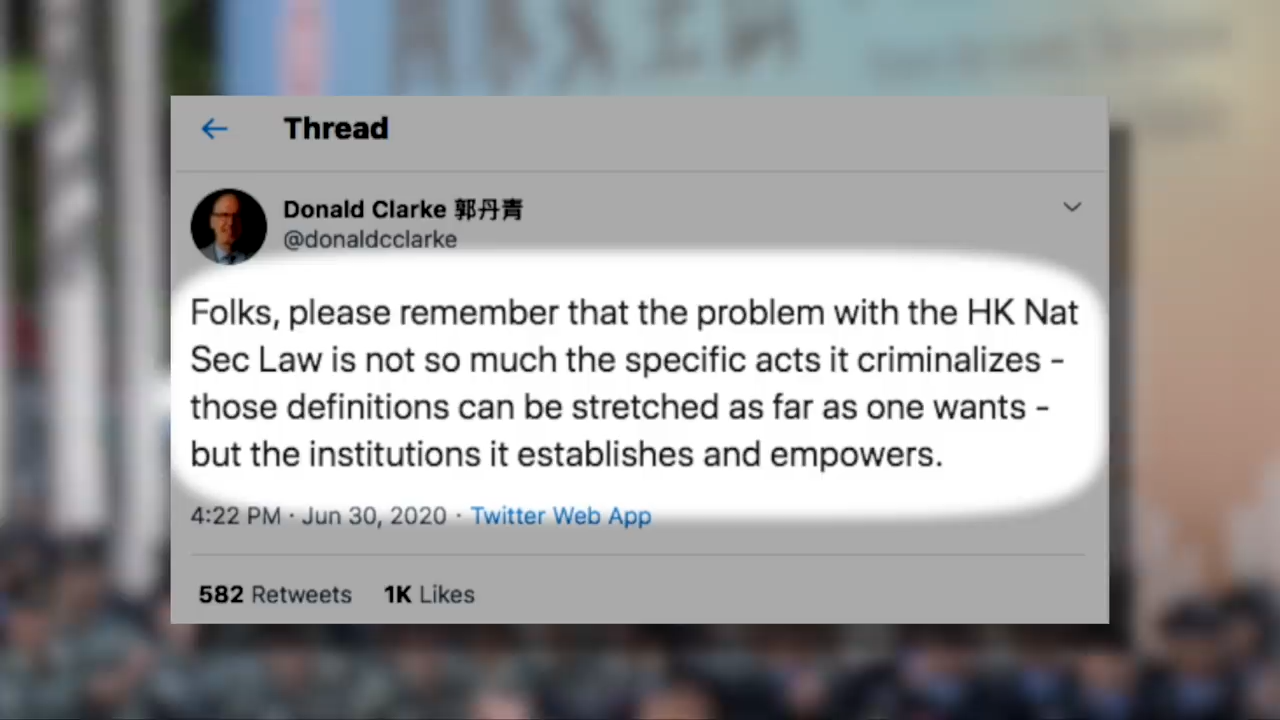 Thread
Donald Clarke 郭丹青
@donaldcclarke
Folks, please remember that the problem with the HK Nat
Sec Law is not so much the specific acts it criminalizes -
those definitions can be stretched as far as one wants -
but the institutions it establishes and empowers.
4:22 PM · Jun 30, 2020 · Twitter Web App
582 Retweets 1K Likes